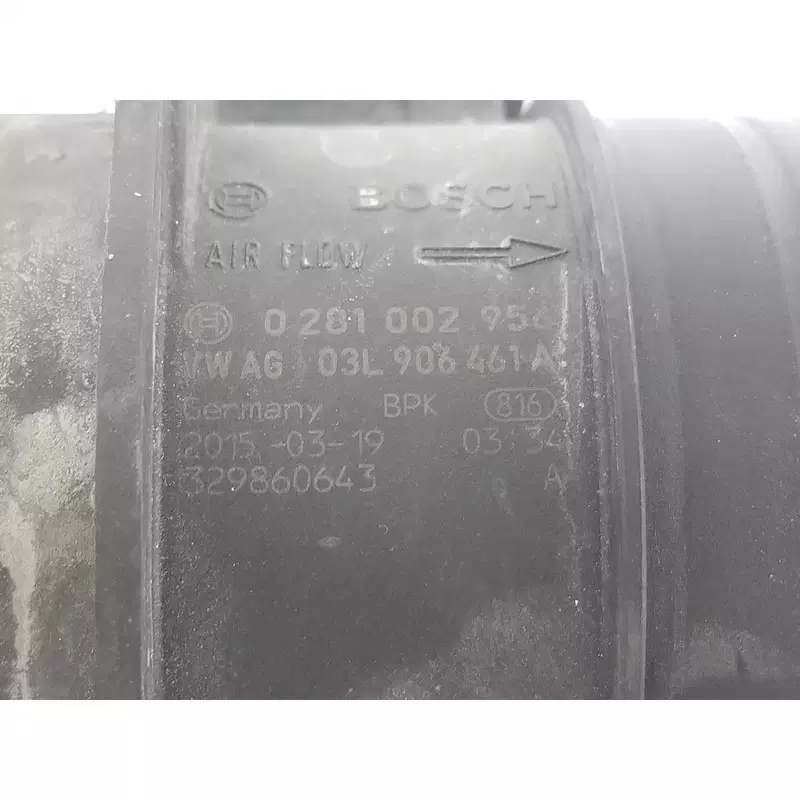 BOSCH
AIR FLOW
0 281 002 956
VW AG 03L 906 461 A
Germany BPK 816
2015-03-19 03:34
329860643 A